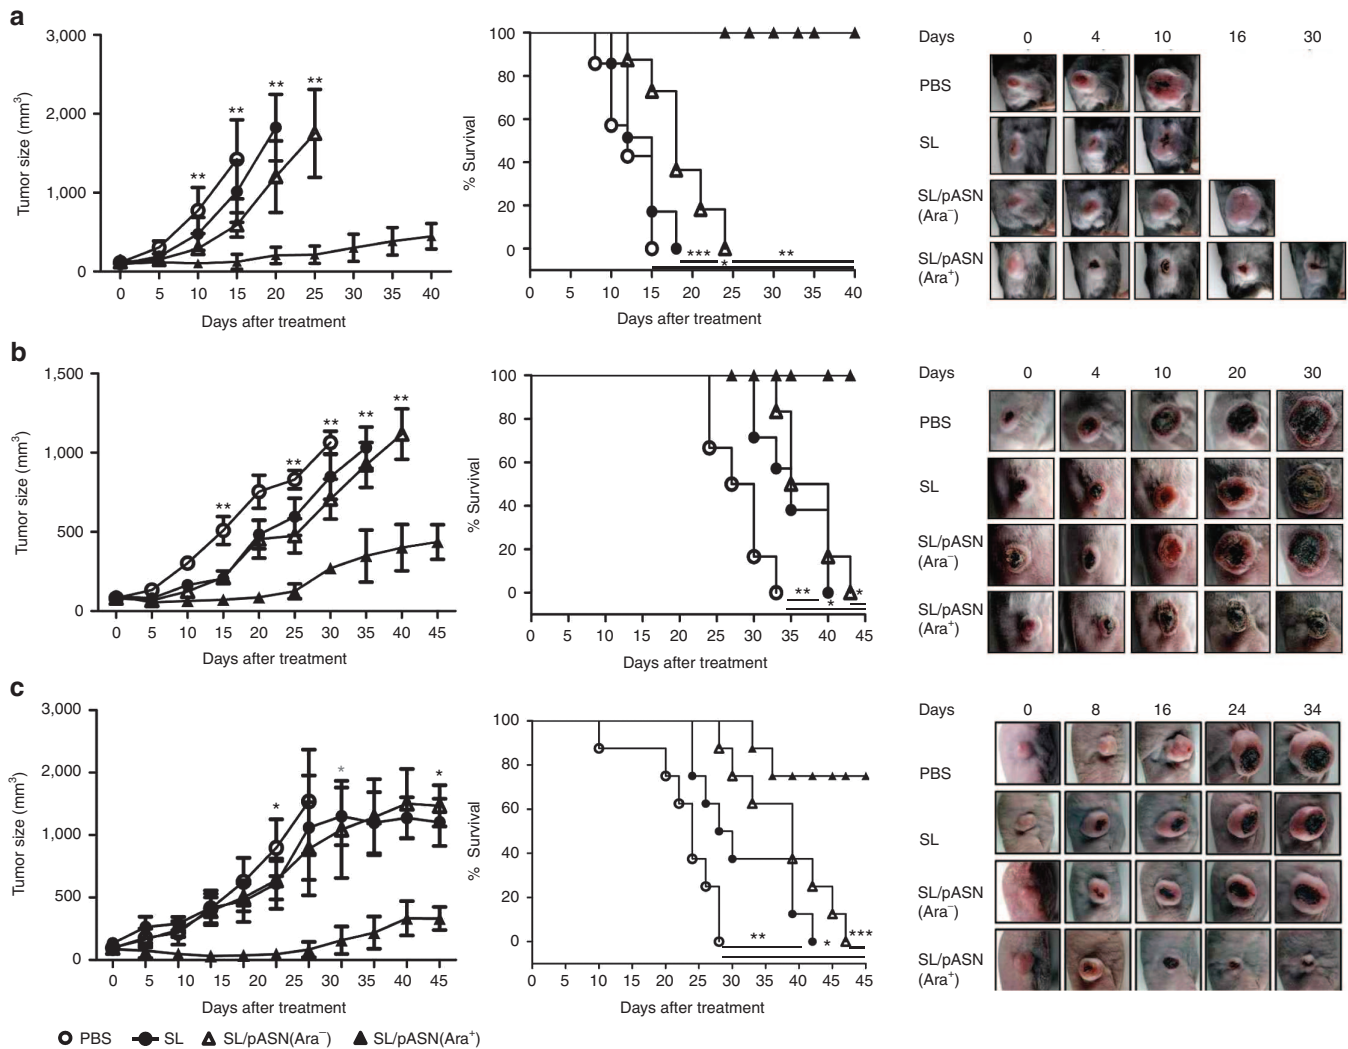 a
3,000
2,000
1,000
0
Tumor size (mm³)
** ** ** **
0 5 10 15 20 25 30 35 40
Days after treatment
100
80
60
40
20
0
% Survival
*** * **
0 5 10 15 20 25 30 35 40
Days after treatment
Days 0 4 10 16 30
PBS
SL
SL/pASN
(Ara⁻)
SL/pASN
(Ara⁺)
b
1,500
1,000
500
0
Tumor size (mm³)
** ** ** ** **
0 5 10 15 20 25 30 35 40 45
Days after treatment
100
80
60
40
20
0
% Survival
** * *
0 5 10 15 20 25 30 35 40 45
Days after treatment
Days 0 4 10 20 30
PBS
SL
SL/pASN
(Ara⁻)
SL/pASN
(Ara⁺)
c
3,000
2,000
1,000
500
0
Tumor size (mm³)
* * *
0 5 10 15 20 25 30 35 40 45
Days after treatment
100
80
60
40
20
0
% Survival
** * ***
0 5 10 15 20 25 30 35 40 45
Days after treatment
Days 0 8 16 24 34
PBS
SL
SL/pASN
(Ara⁻)
SL/pASN
(Ara⁺)
PBS SL SL/pASN(Ara⁻) SL/pASN(Ara⁺)